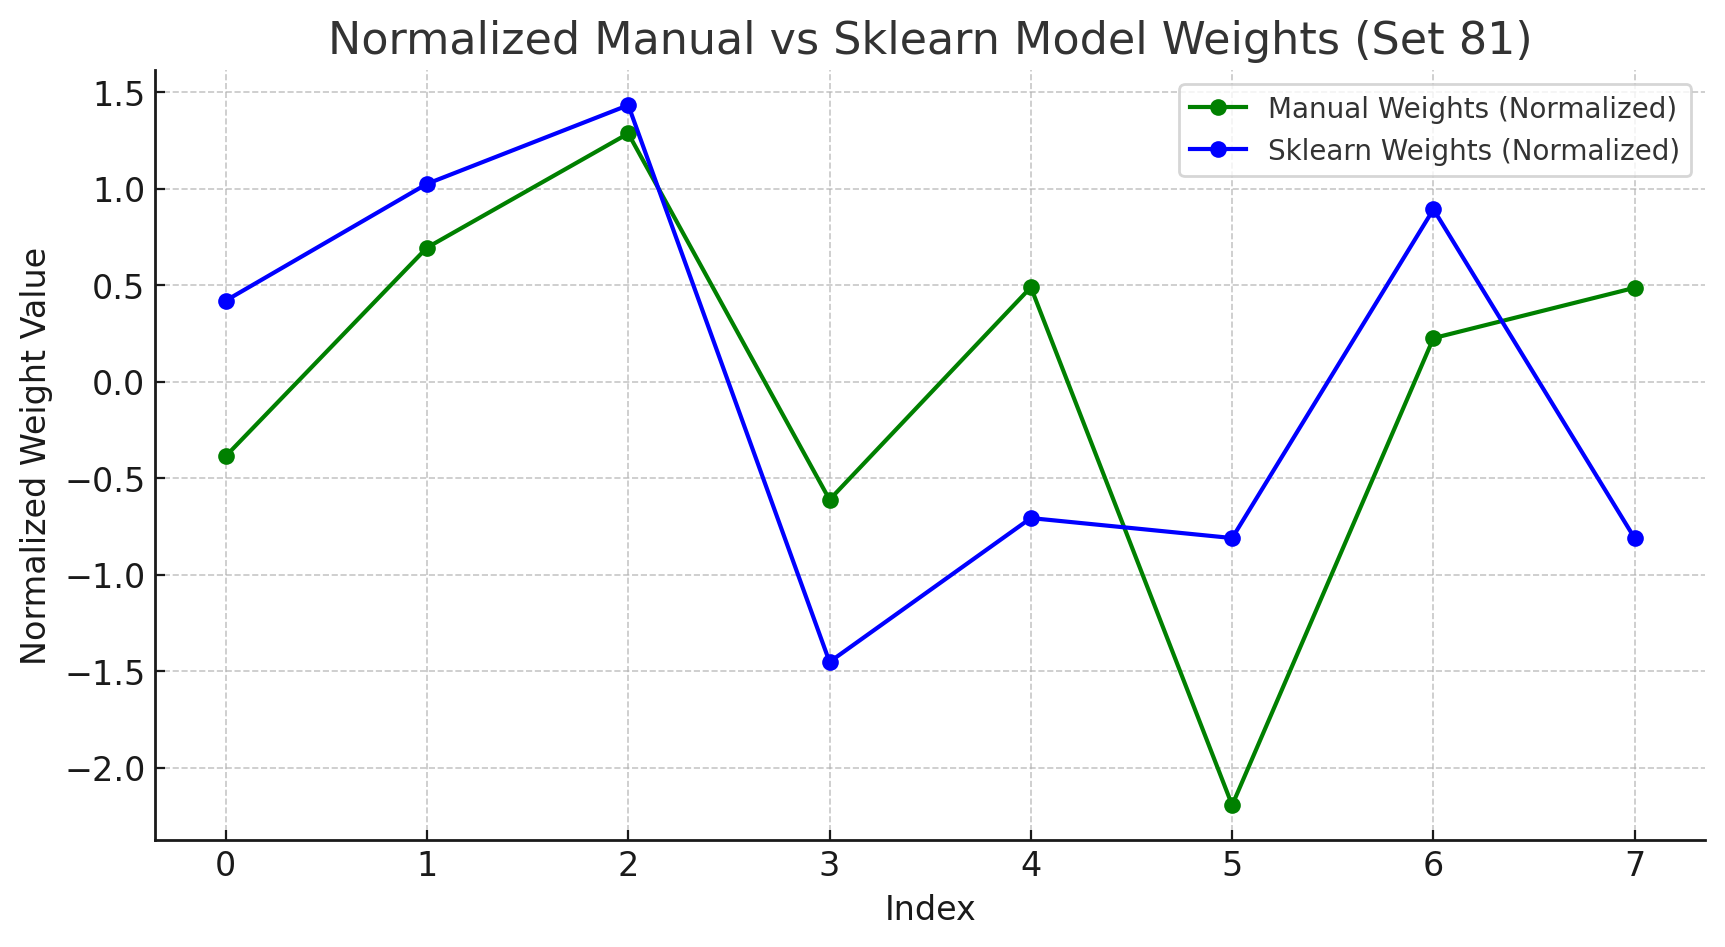 Normalized Manual vs Sklearn Model Weights (Set 81)
Manual Weights (Normalized)
Sklearn Weights (Normalized)
Normalized Weight Value
1.5
1.0
0.5
0.0
−0.5
−1.0
−1.5
−2.0
0 1 2 3 4 5 6 7
Index